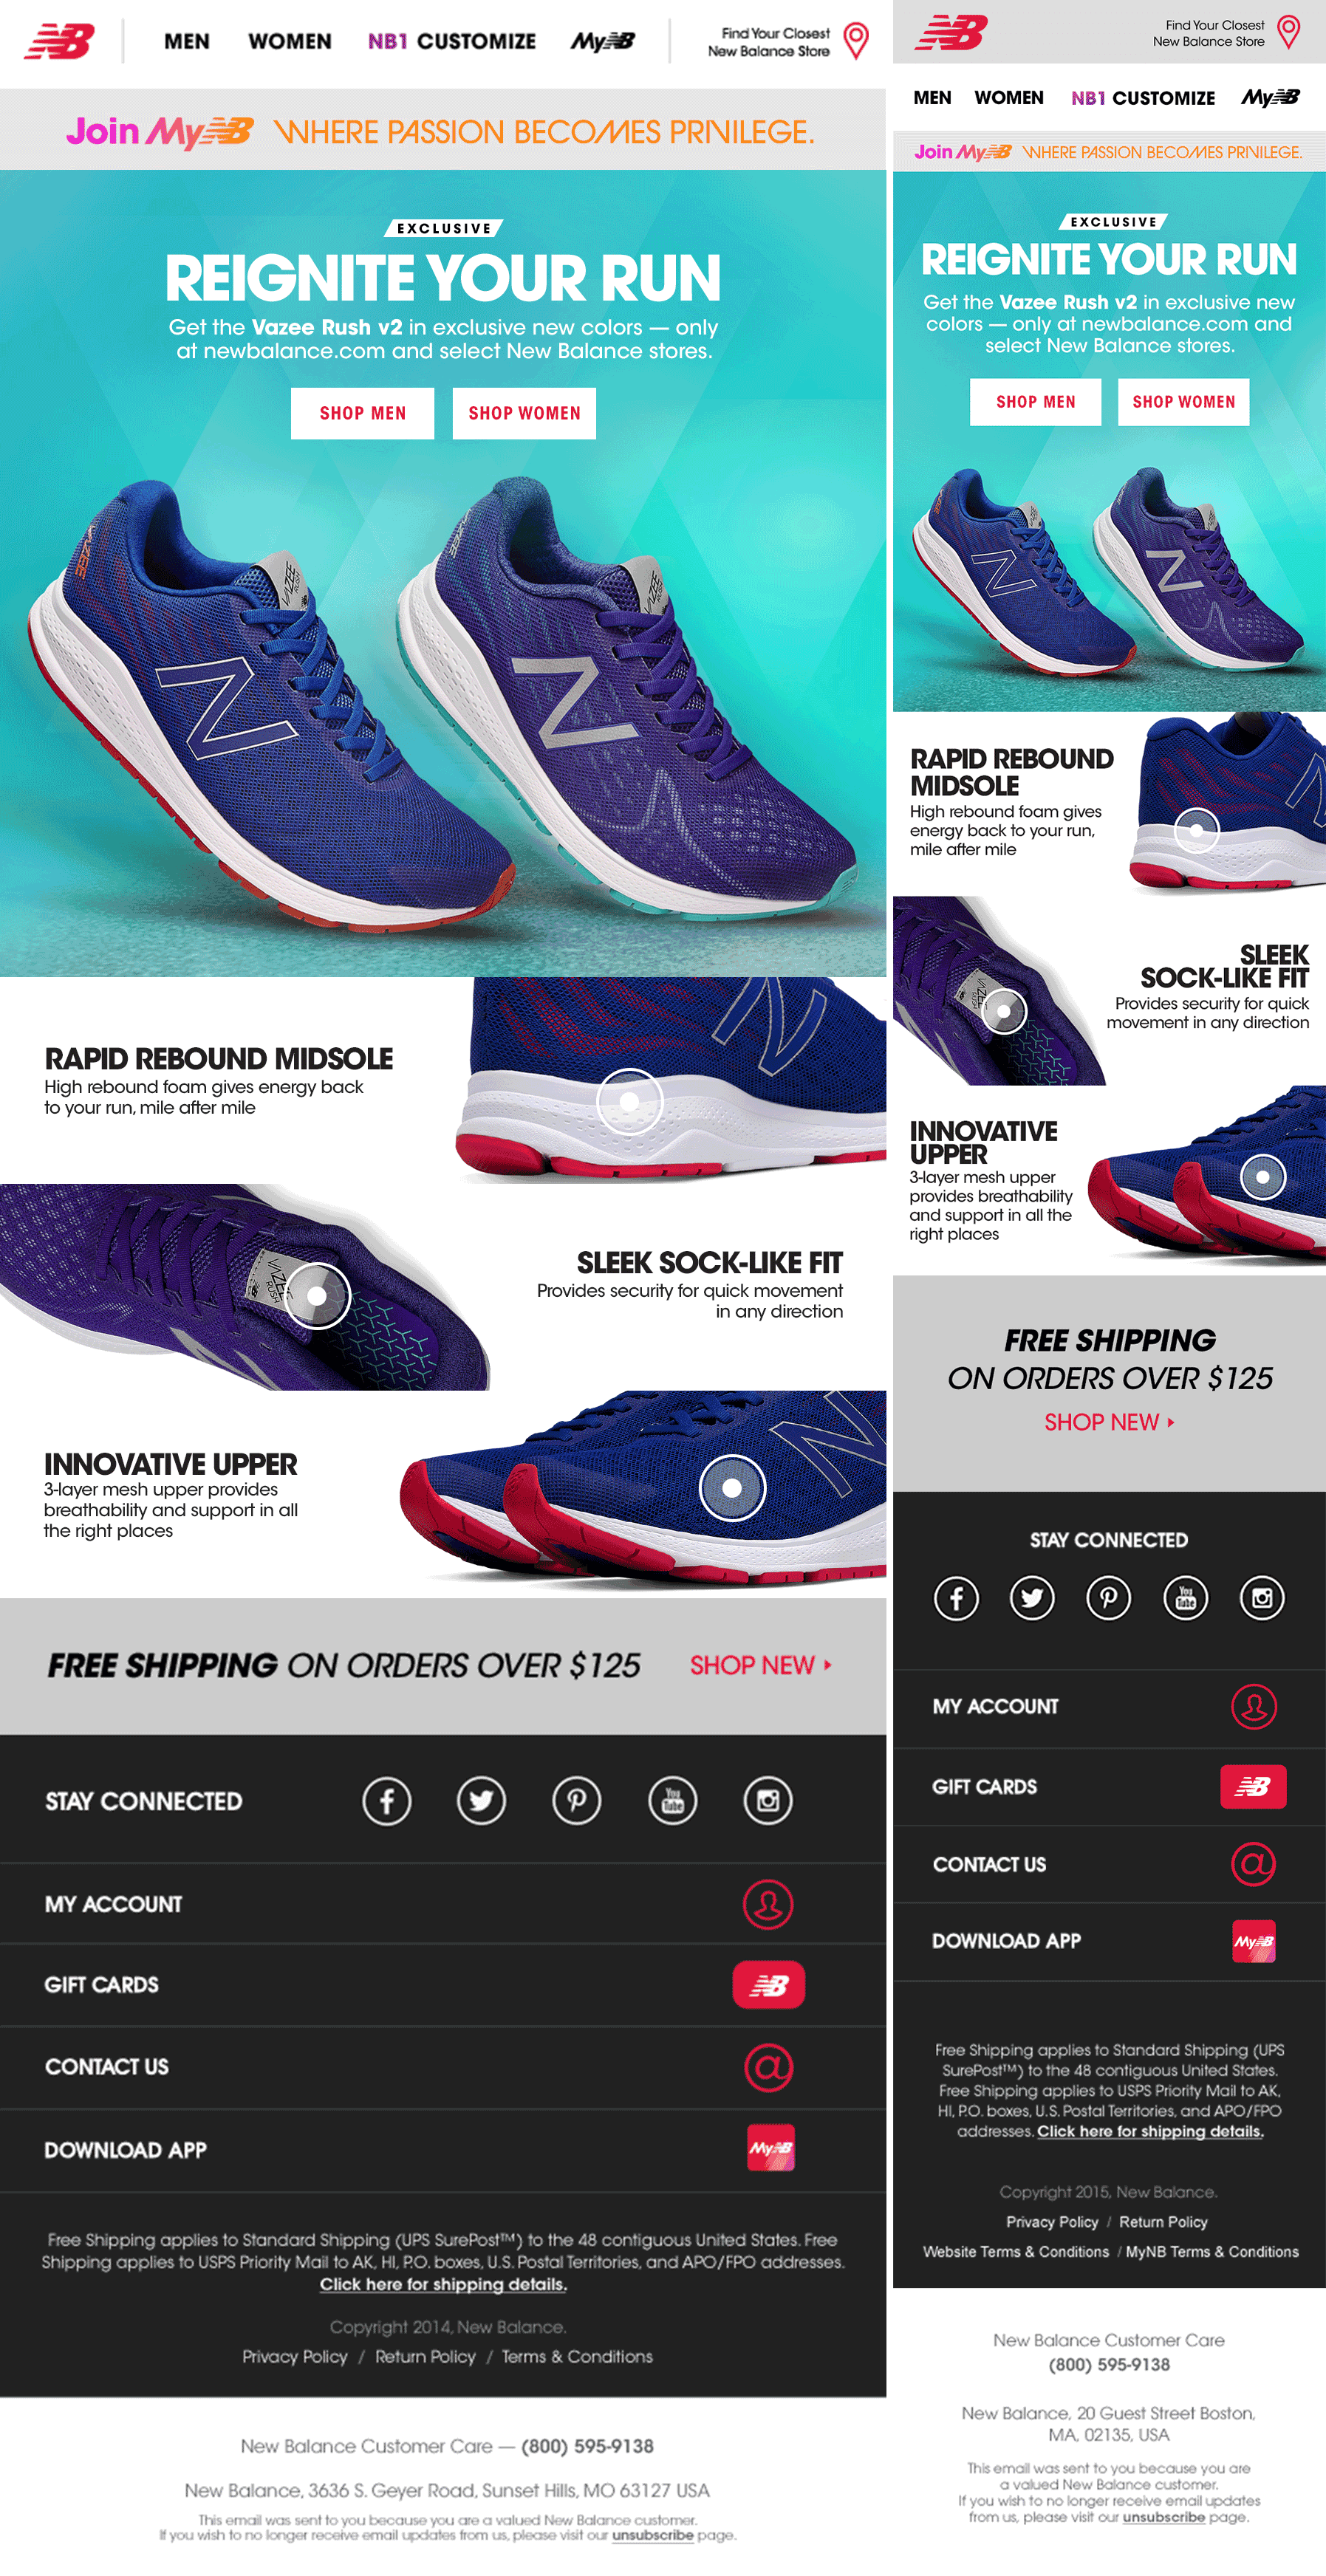 NB
MEN WOMEN NB1 CUSTOMIZE MyNB
Find Your Closest
New Balance Store
Join MyNB WHERE PASSION BECOMES PRIVILEGE.
EXCLUSIVE
REIGNITE YOUR RUN
Get the Vazee Rush v2 in exclusive new colors — only
at newbalance.com and select New Balance stores.
SHOP MEN SHOP WOMEN
VAZEE
VAZEE
RUSH
N
VAZEE
VAZEE
RUSH
N
RAPID REBOUND MIDSOLE
High rebound foam gives energy back
to your run, mile after mile
N
SLEEK SOCK-LIKE FIT
Provides security for quick movement
in any direction
VAZEE
RUSH
INNOVATIVE UPPER
3-layer mesh upper provides
breathability and support in all
the right places
N
FREE SHIPPING ON ORDERS OVER $125 SHOP NEW
STAY CONNECTED
You
Tube
MY ACCOUNT
GIFT CARDS
NB
CONTACT US
@
DOWNLOAD APP
MyNB
Free Shipping applies to Standard Shipping (UPS SurePost™) to the 48 contiguous United States. Free
Shipping applies to USPS Priority Mail to AK, HI, P.O. boxes, U.S. Postal Territories, and APO/FPO addresses.
Click here for shipping details.
Copyright 2014, New Balance.
Privacy Policy / Return Policy / Terms & Conditions
New Balance Customer Care — (800) 595-9138
New Balance, 3636 S. Geyer Road, Sunset Hills, MO 63127 USA
This email was sent to you because you are a valued New Balance customer.
If you wish to no longer receive email updates from us, please visit our unsubscribe page.
NB
Find Your Closest
New Balance Store
MEN WOMEN NB1 CUSTOMIZE MyNB
Join MyNB WHERE PASSION BECOMES PRIVILEGE.
EXCLUSIVE
REIGNITE YOUR RUN
Get the Vazee Rush v2 in exclusive new
colors — only at newbalance.com and
select New Balance stores.
SHOP MEN SHOP WOMEN
N
N
RAPID REBOUND
MIDSOLE
High rebound foam gives
energy back to your run,
mile after mile
SLEEK
SOCK-LIKE FIT
Provides security for quick
movement in any direction
VAZEE
RUSH
INNOVATIVE
UPPER
3-layer mesh upper
provides breathability
and support in all the
right places
FREE SHIPPING
ON ORDERS OVER $125
SHOP NEW
STAY CONNECTED
You
Tube
MY ACCOUNT
GIFT CARDS
NB
CONTACT US
@
DOWNLOAD APP
MyNB
Free Shipping applies to Standard Shipping (UPS
SurePost™) to the 48 contiguous United States.
Free Shipping applies to USPS Priority Mail to AK,
HI, P.O. boxes, U.S. Postal Territories, and APO/FPO
addresses. Click here for shipping details.
Copyright 2015, New Balance.
Privacy Policy / Return Policy
Website Terms & Conditions / MyNB Terms & Conditions
New Balance Customer Care
(800) 595-9138
New Balance, 20 Guest Street Boston,
MA, 02135, USA
This email was sent to you because you are
a valued New Balance customer.
If you wish to no longer receive email updates
from us, please visit our unsubscribe page.